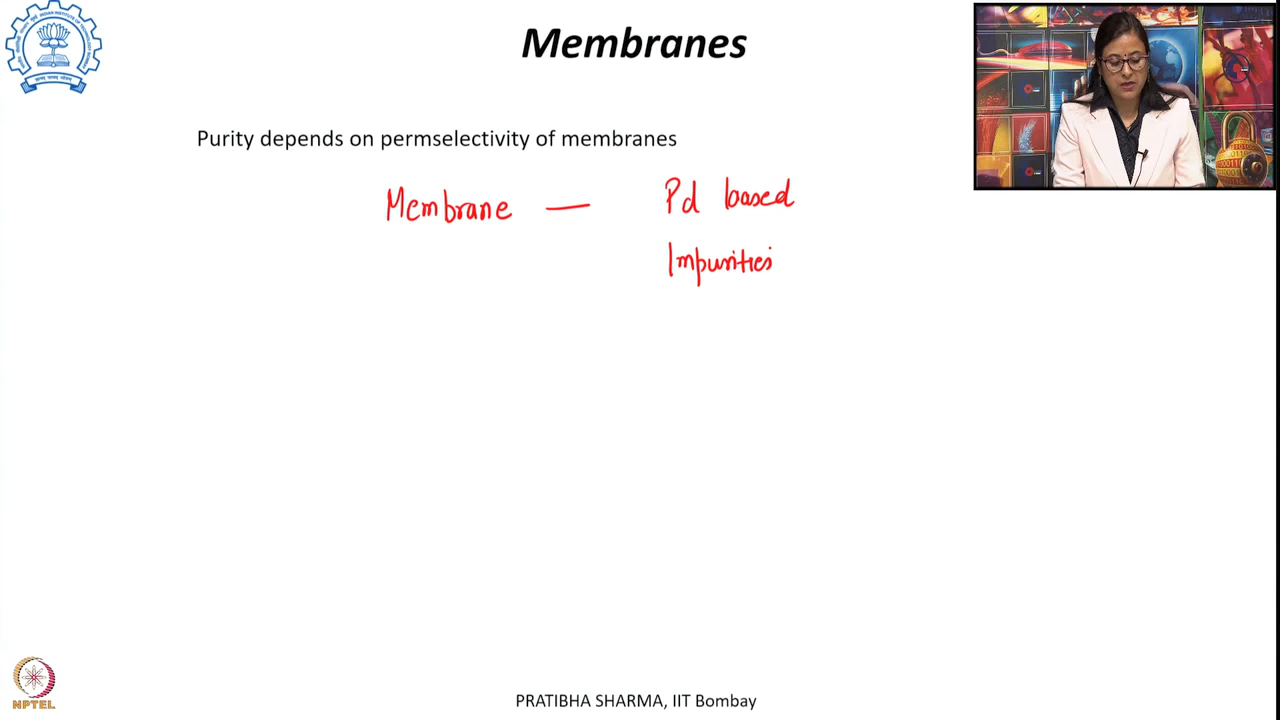 Membranes
Purity depends on permselectivity of membranes
Membrane — Pd based
Impurities
NPTEL
PRATIBHA SHARMA, IIT Bombay